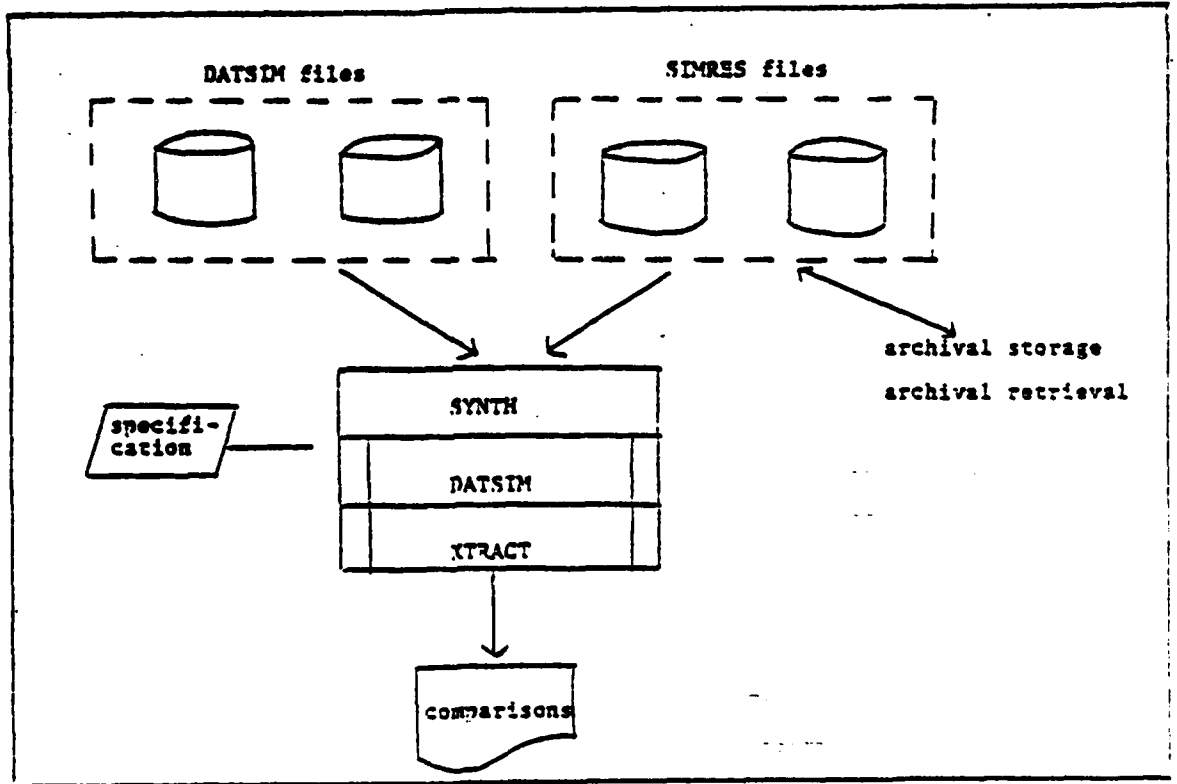 DATSIM files
SIMRES files
archival storage
archival retrieval
SYNTH
specifi-
cation
DATSIM
XTRACT
comparisons